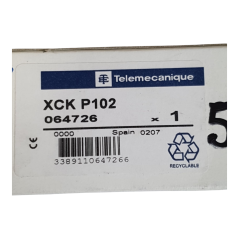 Telemecanique
XCK P102
064726 x 1
0000 Spain 0207
3389110647266
RECYCLABLE
5